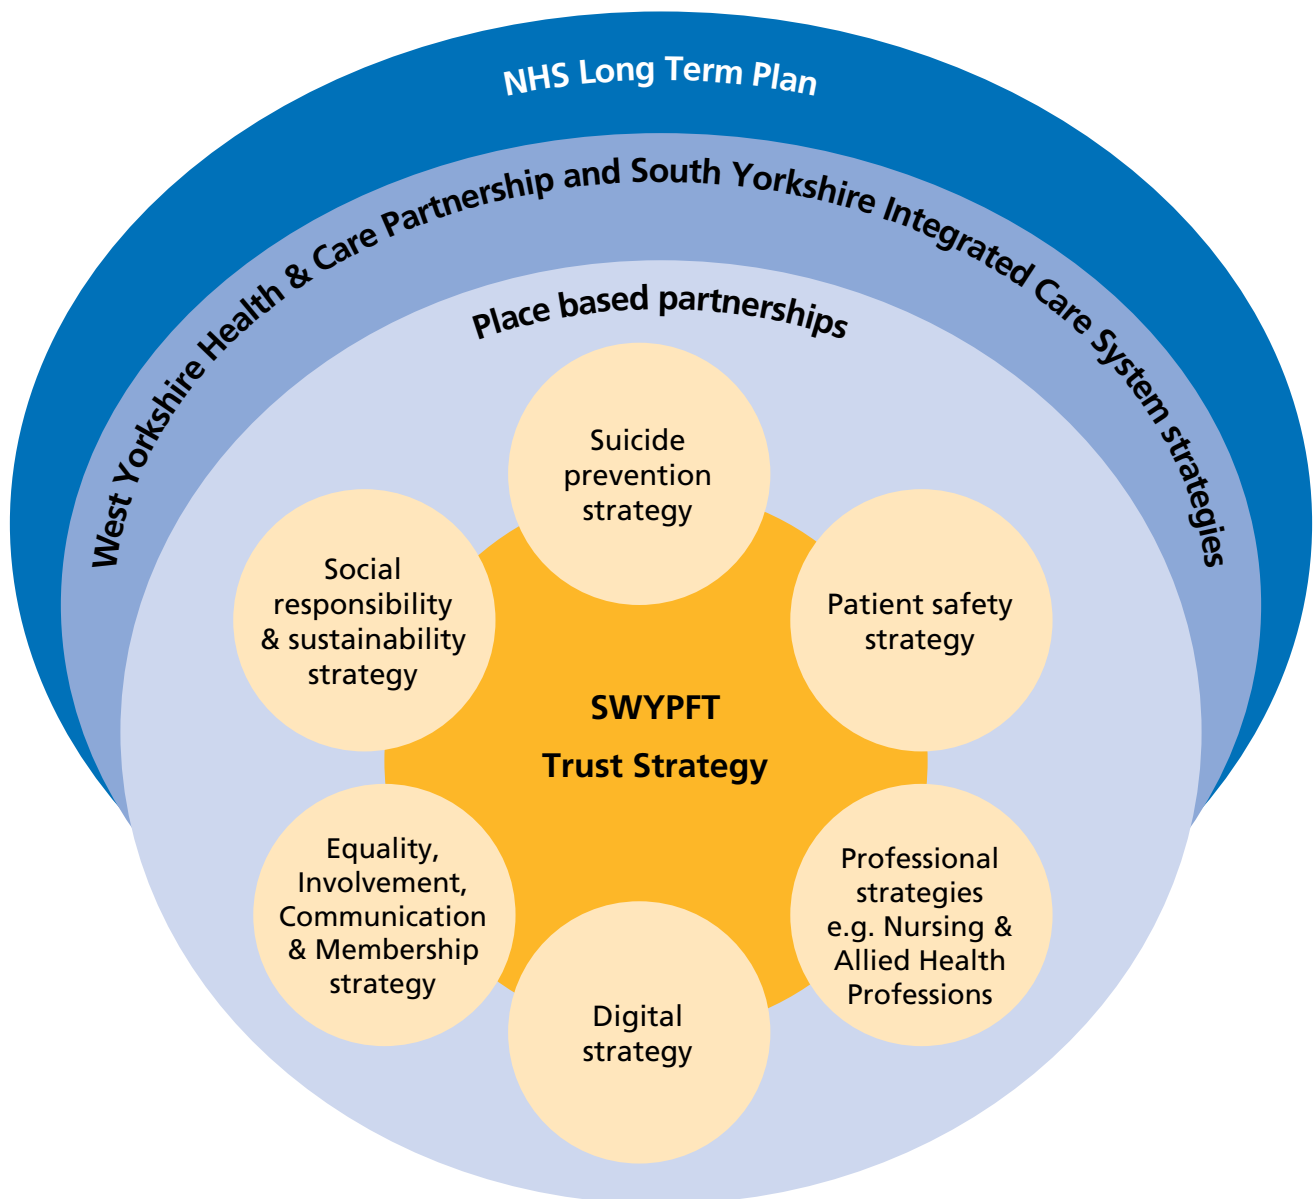 NHS Long Term Plan
West Yorkshire Health & Care Partnership and South Yorkshire Integrated Care System strategies
Place based partnerships
Suicide
prevention
strategy
Social
responsibility
& sustainability
strategy
Patient safety
strategy
SWYPFT
Trust Strategy
Equality,
Involvement,
Communication
& Membership
strategy
Professional
strategies
e.g. Nursing &
Allied Health
Professions
Digital
strategy